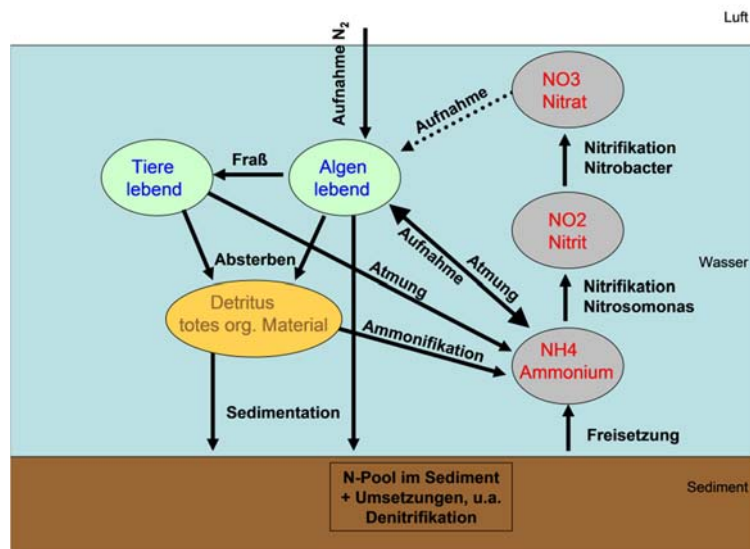 Luft
Aufnahme N2
NO3
Nitrat
Aufnahme
Nitrifikation
Nitrobacter
Tiere
lebend
Fraß
Algen
lebend
NO2
Nitrit
Wasser
Absterben
Atmung
Aufnahme
Atmung
Nitrifikation
Nitrosomonas
Detritus
totes org. Material
Ammonifikation
NH4
Ammonium
Sedimentation
Freisetzung
N-Pool im Sediment
+ Umsetzungen, u.a.
Denitrifikation
Sediment